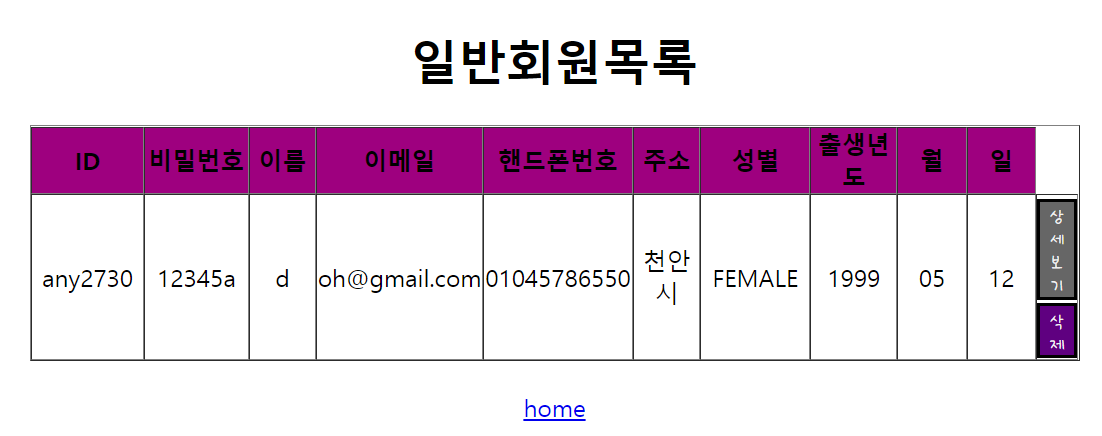 일반회원목록
ID 비밀번호 이름 이메일 핸드폰번호 주소 성별 출생년도 월 일
any2730 12345a d oh@gmail.com 01045786550 천안시 FEMALE 1999 05 12 상세보기
삭제
home